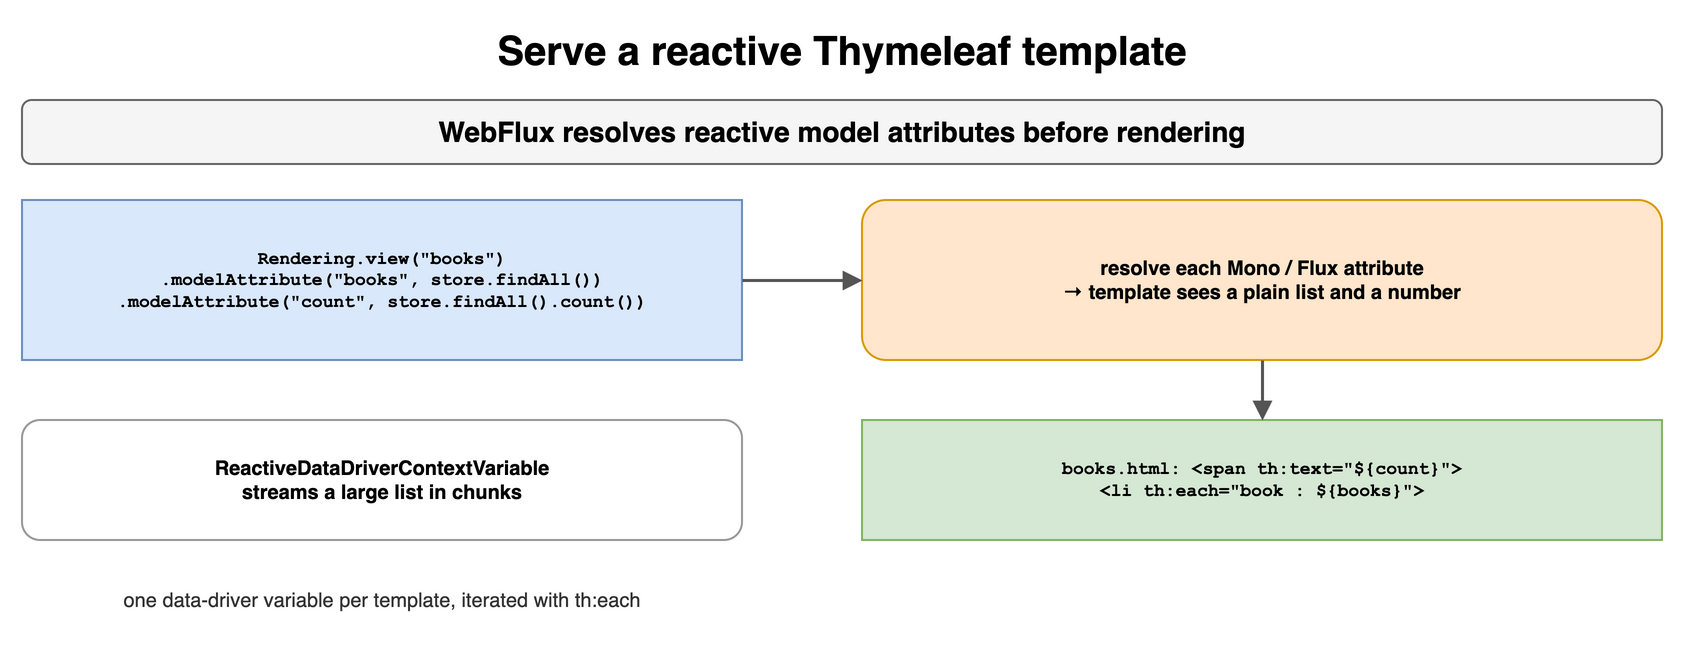 Serve a reactive Thymeleaf template
WebFlux resolves reactive model attributes before rendering
Rendering.view("books")
.modelAttribute("books", store.findAll())
.modelAttribute("count", store.findAll().count())
resolve each Mono / Flux attribute
→ template sees a plain list and a number
ReactiveDataDriverContextVariable
streams a large list in chunks
books.html: <span th:text="${count}">
<li th:each="book : ${books}">
one data-driver variable per template, iterated with th:each